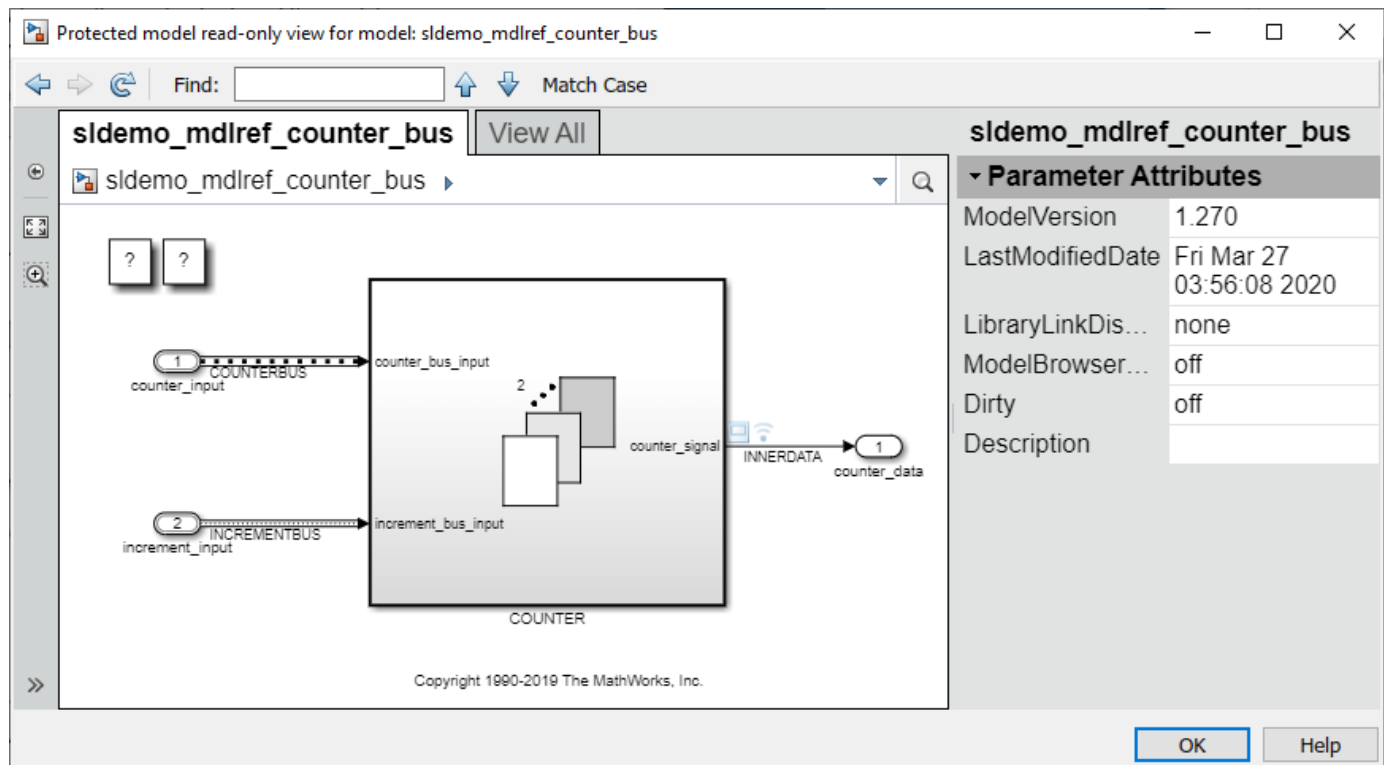 Protected model read-only view for model: sldemo_mdlref_counter_bus
Find:
Match Case
sldemo_mdlref_counter_bus
View All
sldemo_mdlref_counter_bus
? ?
1
COUNTERBUS
counter_input
counter_bus_input
2
counter_signal
INNERDATA
1
counter_data
2
INCREMENTBUS
increment_input
increment_bus_input
COUNTER
Copyright 1990-2019 The MathWorks, Inc.
sldemo_mdlref_counter_bus
Parameter Attributes
ModelVersion 1.270
LastModifiedDate Fri Mar 27
03:56:08 2020
LibraryLinkDis... none
ModelBrowser... off
Dirty off
Description
OK
Help